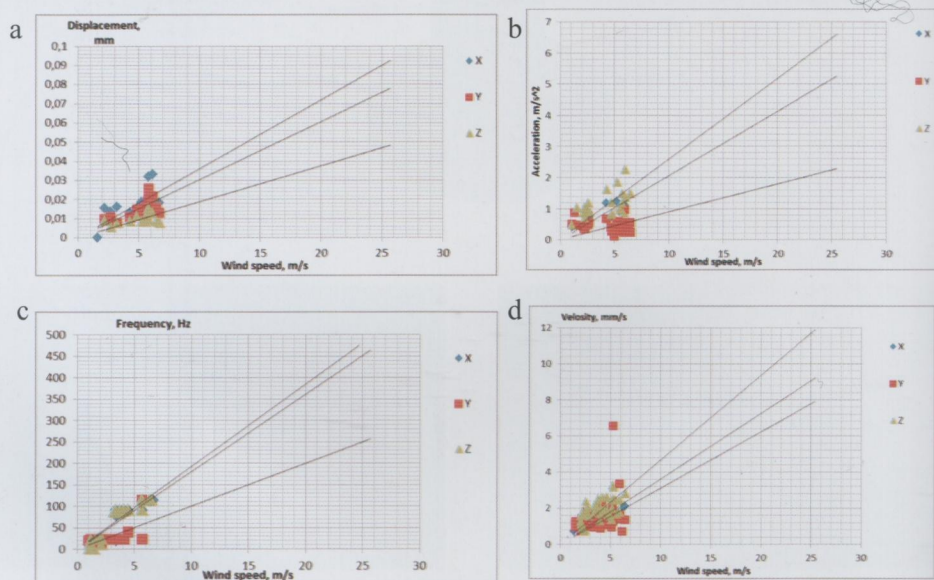 a
Displacement,
mm
0,1
0,09
0,08
0,07
0,06
0,05
0,04
0,03
0,02
0,01
0
0 5 10 15 20 25 30
Wind speed, m/s
X
Y
Z
b
Acceleration, m/s^2
7
6
5
4
3
2
1
0
0 5 10 15 20 25 30
Wind speed, m/s
X
Y
Z
c
Frequency, Hz
500
450
400
350
300
250
200
150
100
50
0
0 5 10 15 20 25 30
Wind speed, m/s
X
Y
Z
d
Velosity, mm/s
12
10
8
6
4
2
0
0 5 10 15 20 25 30
Wind speed, m/s
X
Y
Z